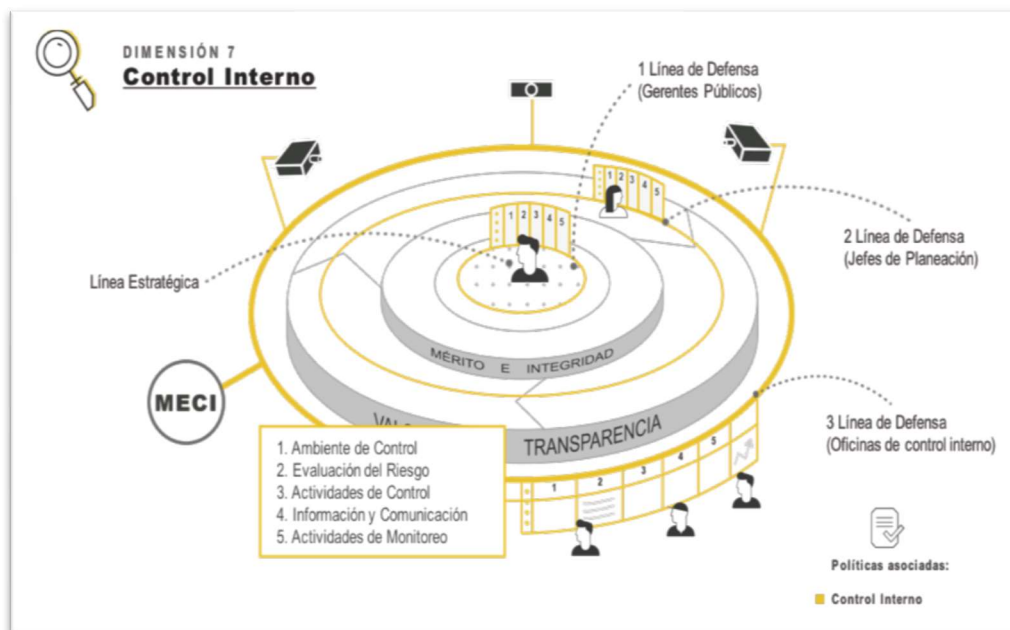 DIMENSIÓN 7
Control Interno
1 Línea de Defensa
(Gerentes Públicos)
1 2 3 4 5
1 2 3 4 5
2 Línea de Defensa
(Jefes de Planeación)
Línea Estratégica
MÉRITO E INTEGRIDAD
MECI
TRANSPARENCIA
3 Línea de Defensa
(Oficinas de control interno)
1. Ambiente de Control
2. Evaluación del Riesgo
3. Actividades de Control
4. Información y Comunicación
5. Actividades de Monitoreo
1 2 3 4 5
Políticas asociadas:
Control Interno